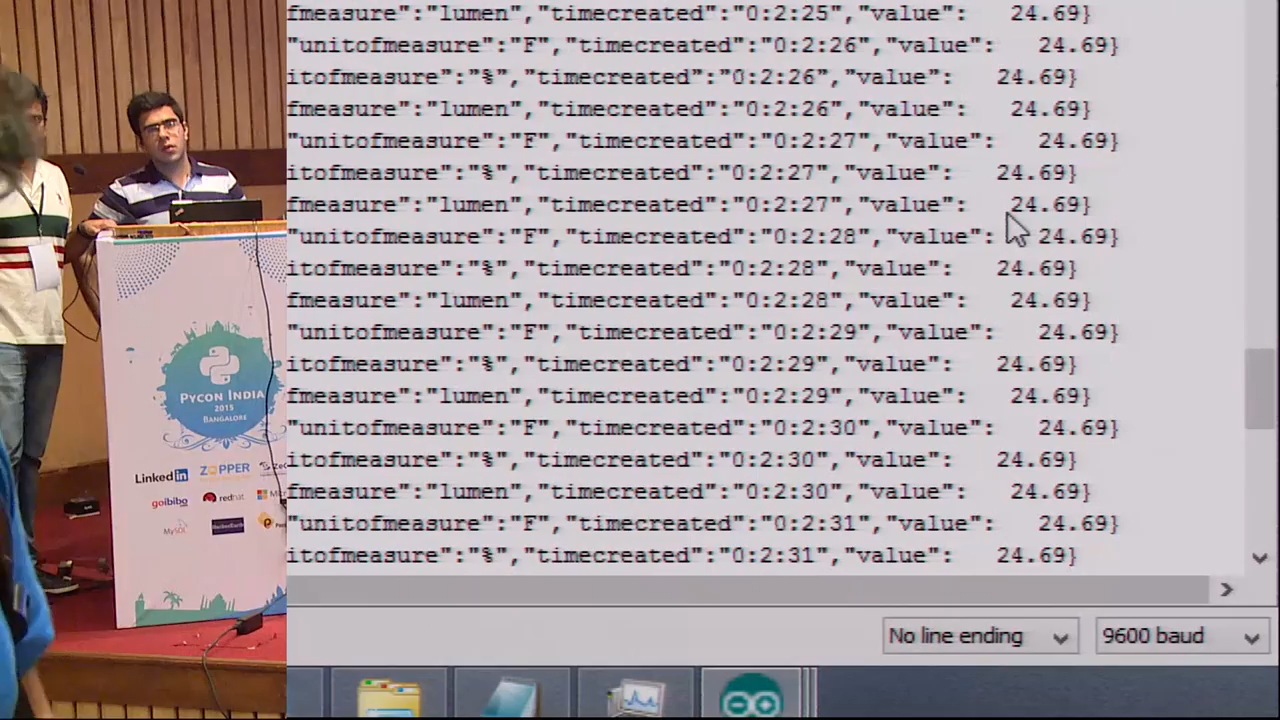 fmeasure":"lumen","timecreated":"0:2:25","value":   24.69}
"unitofmeasure":"F","timecreated":"0:2:26","value":   24.69}
itofmeasure":"%","timecreated":"0:2:26","value":   24.69}
fmeasure":"lumen","timecreated":"0:2:26","value":   24.69}
"unitofmeasure":"F","timecreated":"0:2:27","value":   24.69}
itofmeasure":"%","timecreated":"0:2:27","value":   24.69}
fmeasure":"lumen","timecreated":"0:2:27","value":   24.69}
"unitofmeasure":"F","timecreated":"0:2:28","value":   24.69}
itofmeasure":"%","timecreated":"0:2:28","value":   24.69}
fmeasure":"lumen","timecreated":"0:2:28","value":   24.69}
"unitofmeasure":"F","timecreated":"0:2:29","value":   24.69}
itofmeasure":"%","timecreated":"0:2:29","value":   24.69}
fmeasure":"lumen","timecreated":"0:2:29","value":   24.69}
"unitofmeasure":"F","timecreated":"0:2:30","value":   24.69}
itofmeasure":"%","timecreated":"0:2:30","value":   24.69}
fmeasure":"lumen","timecreated":"0:2:30","value":   24.69}
"unitofmeasure":"F","timecreated":"0:2:31","value":   24.69}
itofmeasure":"%","timecreated":"0:2:31","value":   24.69}
No line ending
9600 baud
PYCON INDIA
2015
BANGALORE
LinkedIn
ZOPPER
goibibo
redhat
MySQL